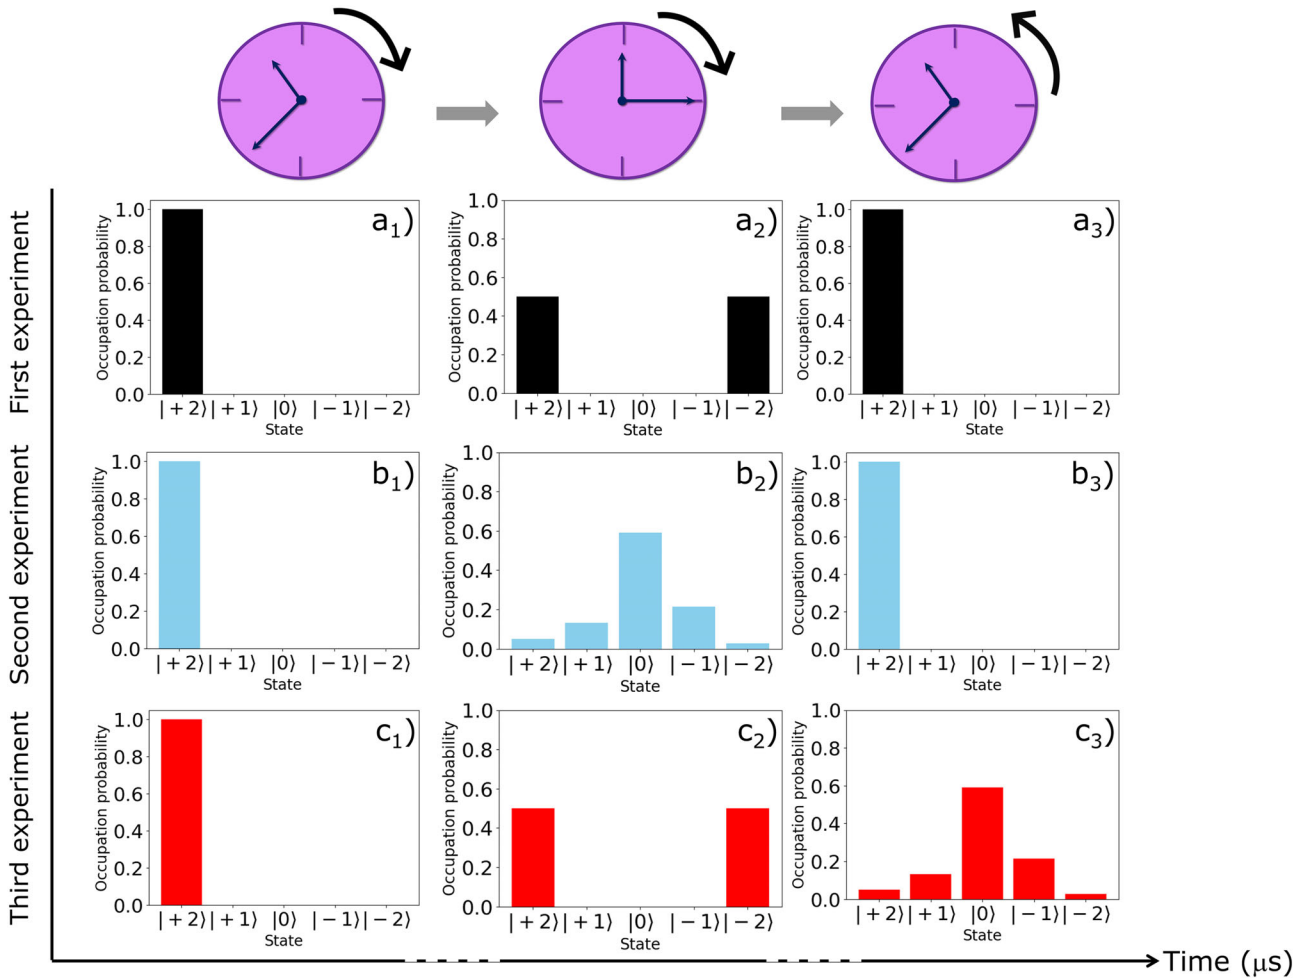 First experiment
Occupation probability
1.0
0.8
0.6
0.4
0.2
0.0
a₁)
|+2⟩ |+1⟩ |0⟩ |−1⟩ |−2⟩
State
Occupation probability
1.0
0.8
0.6
0.4
0.2
0.0
a₂)
|+2⟩ |+1⟩ |0⟩ |−1⟩ |−2⟩
State
Occupation probability
1.0
0.8
0.6
0.4
0.2
0.0
a₃)
|+2⟩ |+1⟩ |0⟩ |−1⟩ |−2⟩
State
Second experiment
Occupation probability
1.0
0.8
0.6
0.4
0.2
0.0
b₁)
|+2⟩ |+1⟩ |0⟩ |−1⟩ |−2⟩
State
Occupation probability
1.0
0.8
0.6
0.4
0.2
0.0
b₂)
|+2⟩ |+1⟩ |0⟩ |−1⟩ |−2⟩
State
Occupation probability
1.0
0.8
0.6
0.4
0.2
0.0
b₃)
|+2⟩ |+1⟩ |0⟩ |−1⟩ |−2⟩
State
Third experiment
Occupation probability
1.0
0.8
0.6
0.4
0.2
0.0
c₁)
|+2⟩ |+1⟩ |0⟩ |−1⟩ |−2⟩
State
Occupation probability
1.0
0.8
0.6
0.4
0.2
0.0
c₂)
|+2⟩ |+1⟩ |0⟩ |−1⟩ |−2⟩
State
Occupation probability
1.0
0.8
0.6
0.4
0.2
0.0
c₃)
|+2⟩ |+1⟩ |0⟩ |−1⟩ |−2⟩
State
Time (μs)